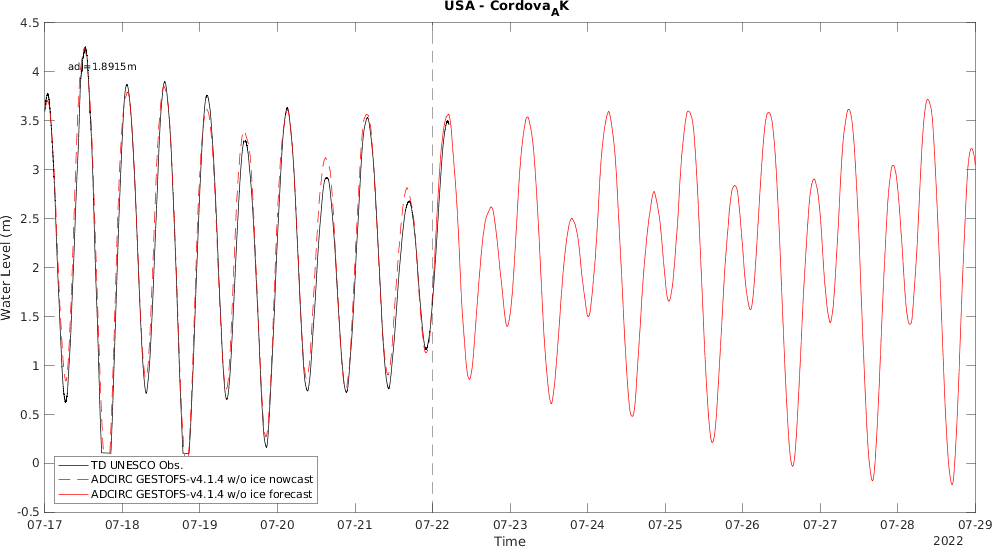 USA - Cordova_AK
4.5
4
3.5
3
2.5
2
1.5
1
0.5
0
-0.5
Water Level (m)
adj=1.8915m
TD UNESCO Obs.
ADCIRC GESTOFS-v4.1.4 w/o ice nowcast
ADCIRC GESTOFS-v4.1.4 w/o ice forecast
07-17 07-18 07-19 07-20 07-21 07-22 07-23 07-24 07-25 07-26 07-27 07-28 07-29
Time
2022